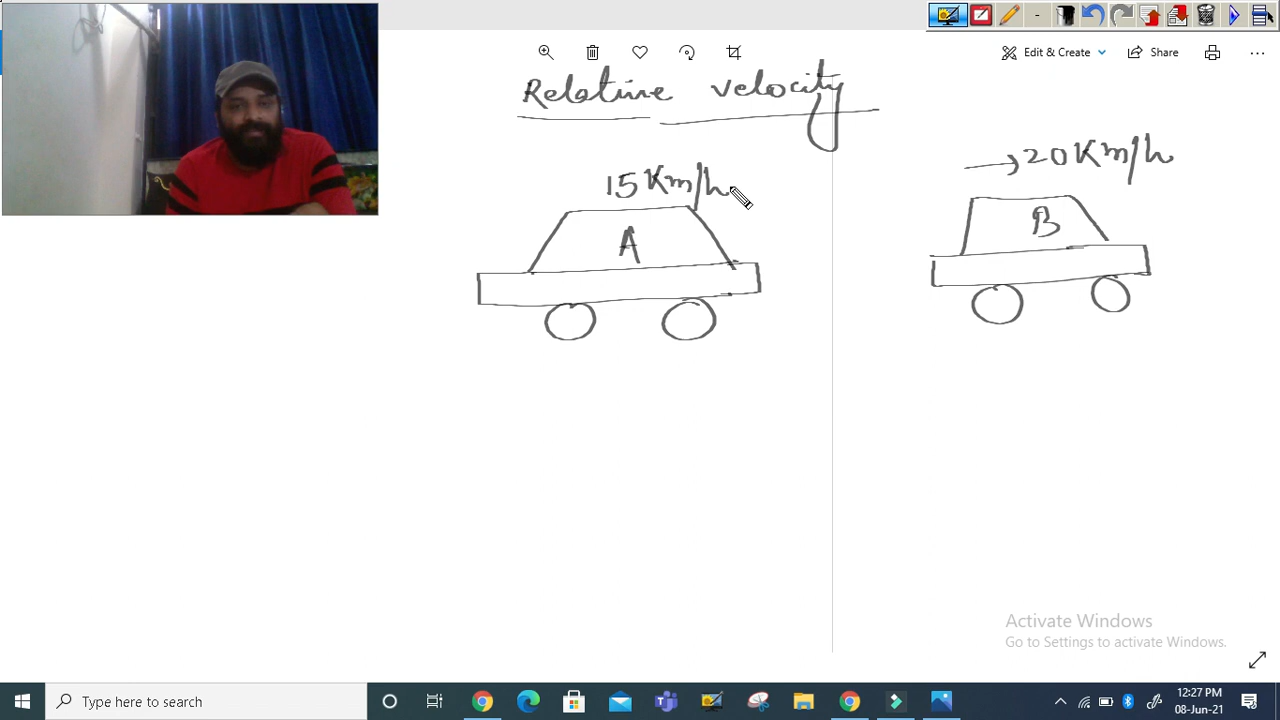 Edit & Create
Share
Relative velocity
15 Km/h
20 Km/h
A
B
Activate Windows
Go to Settings to activate Windows.
Type here to search
12:27 PM
08-Jun-21